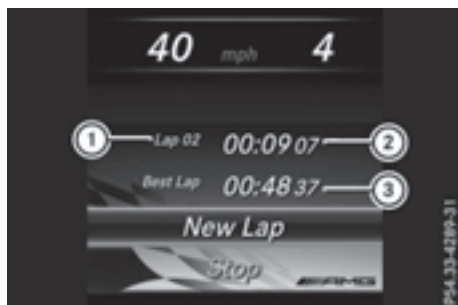 40 mph 4
1 Lap 02 00:09 07 2
Best Lap 00:48 37 3
New Lap
Stop
AMG
P54.33-4289-31